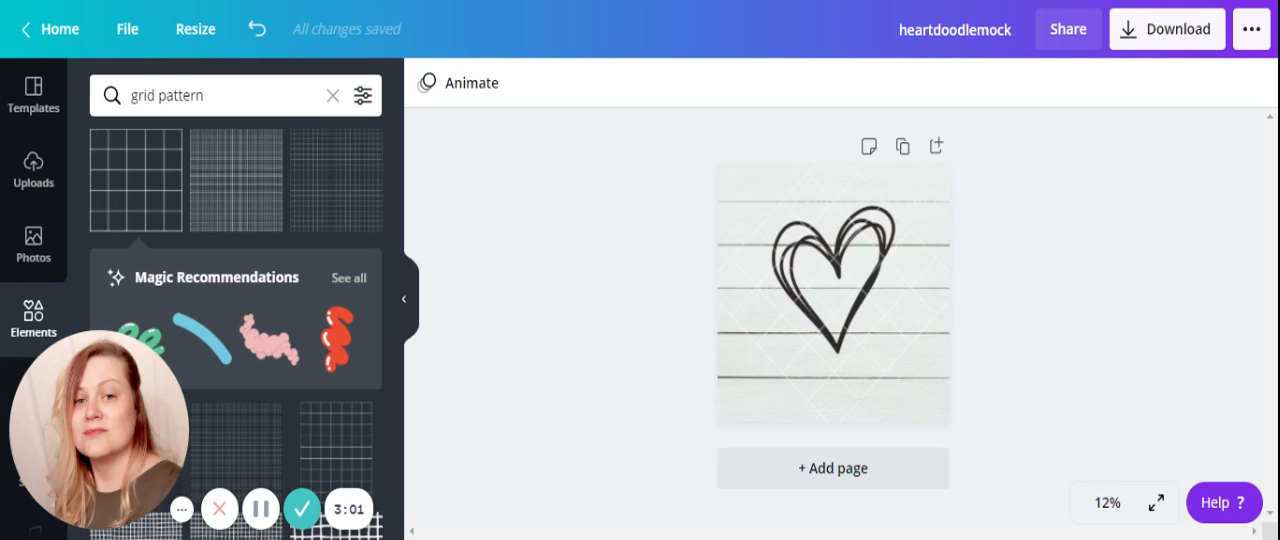 Home File Resize All changes saved heartdoodlemock Share Download
Templates
grid pattern
Animate
Uploads
Photos
Magic Recommendations See all
Elements
+ Add page
3:01
12% Help ?